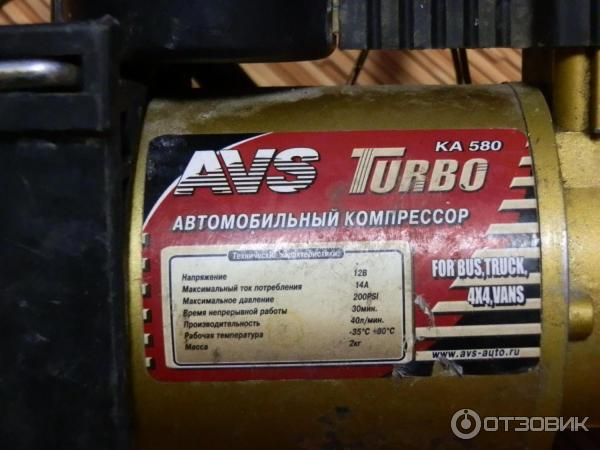 KA 580
AVS TURBO
АВТОМОБИЛЬНЫЙ КОМПРЕССОР
Технические характеристики:
Напряжение 12В
Максимальный ток потребления 14А
Максимальное давление 200PSI
Время непрерывной работы 30мин.
Производительность 40л/мин.
Рабочая температура -35°C +80°C
Масса 2кг
FOR BUS,TRUCK,
4X4,VANS
www.avs-auto.ru
ОТЗОВИК